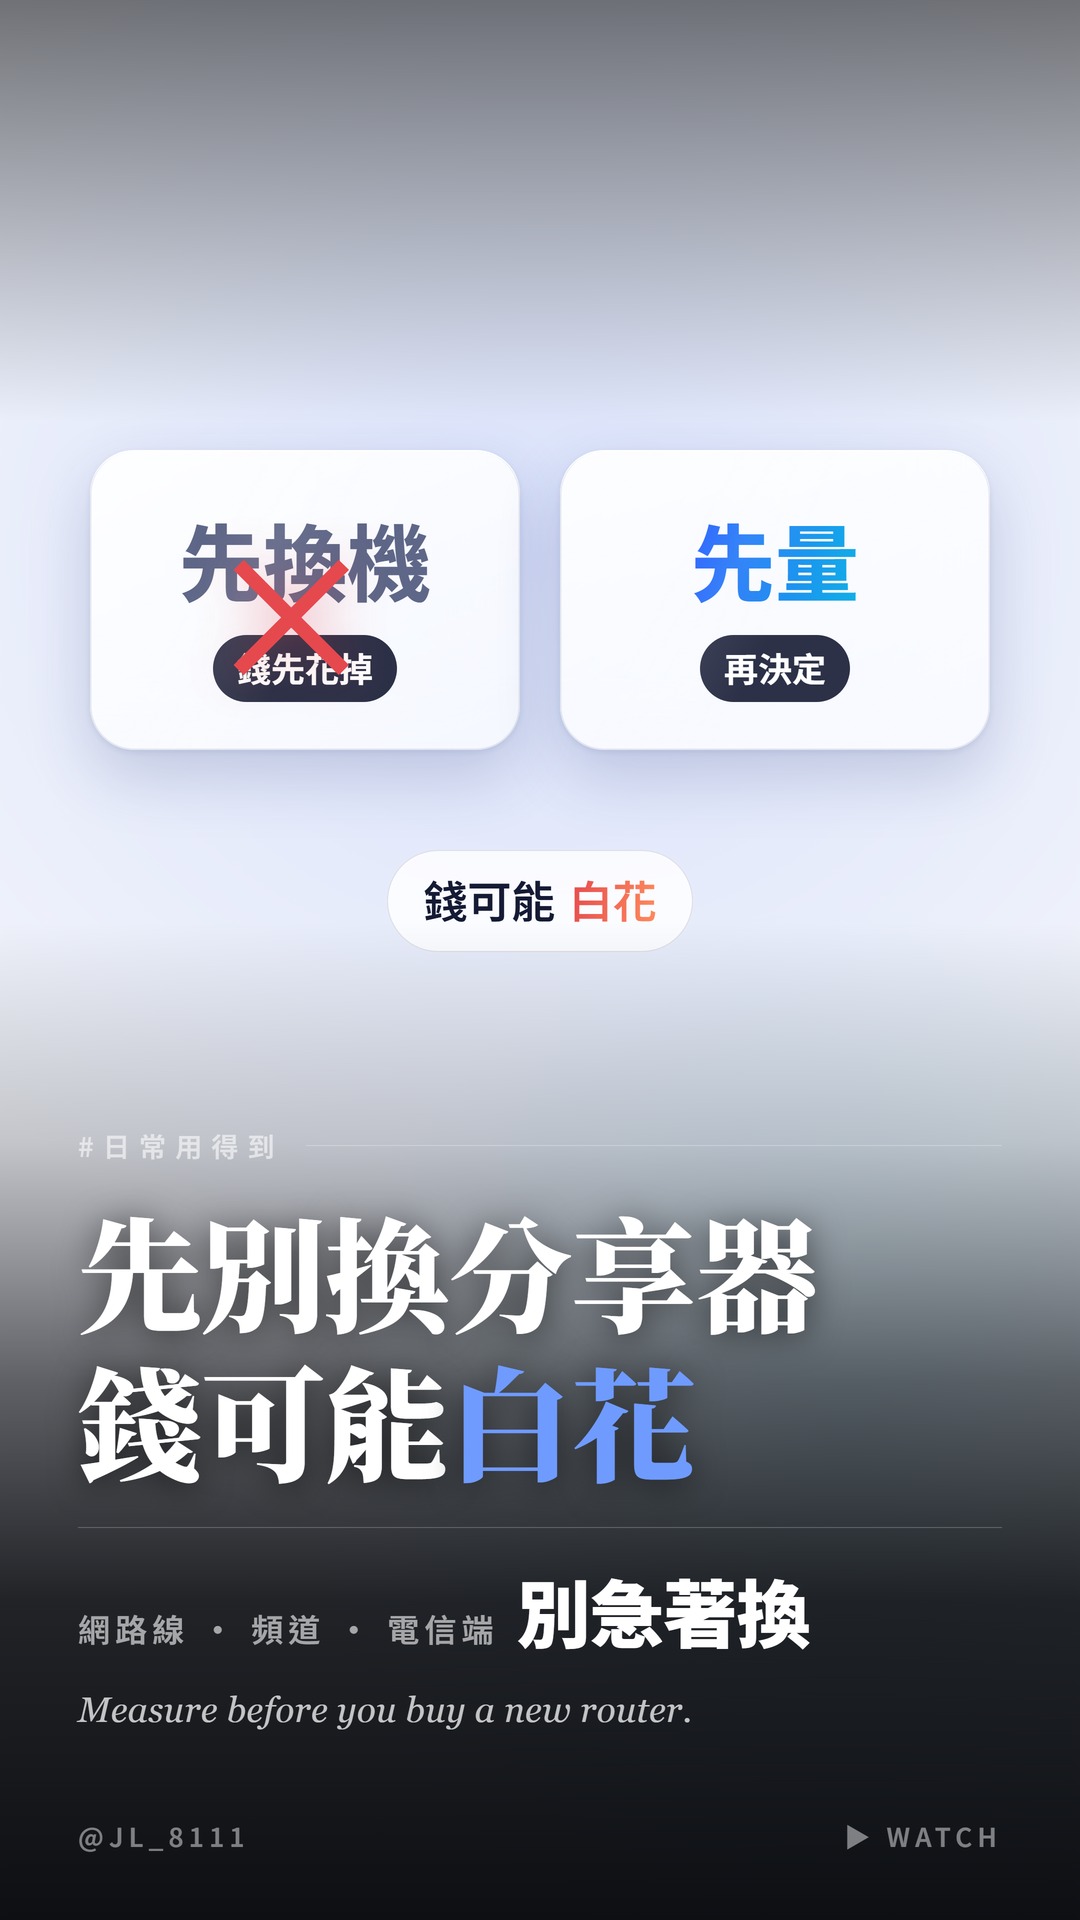 先換機
錢先花掉
先量
再決定
錢可能 白花
#日常用得到
先別換分享器
錢可能白花
網路線 • 頻道 • 電信端 別急著換
Measure before you buy a new router.
@JL_8111
▶ WATCH